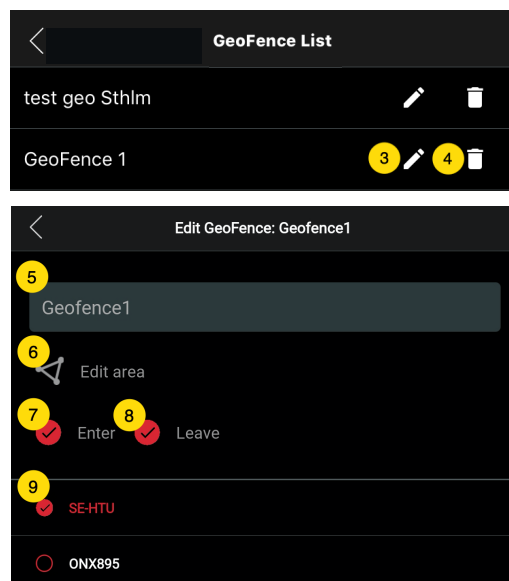 GeoFence List
test geo Sthlm
GeoFence 1 3 4
Edit GeoFence: Geofence1
5
Geofence1
6
Edit area
7 8
Enter Leave
9
SE-HTU
ONX895